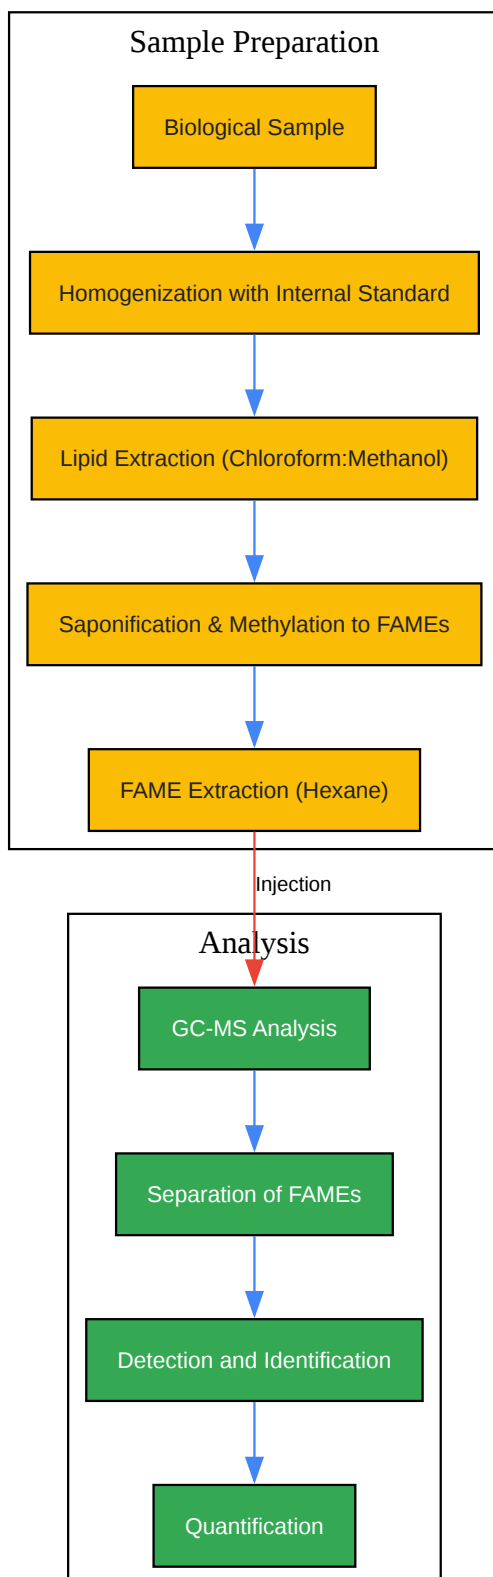 Sample Preparation
Biological Sample
Homogenization with Internal Standard
Lipid Extraction (Chloroform:Methanol)
Saponification & Methylation to FAMEs
FAME Extraction (Hexane)
Injection
Analysis
GC-MS Analysis
Separation of FAMEs
Detection and Identification
Quantification